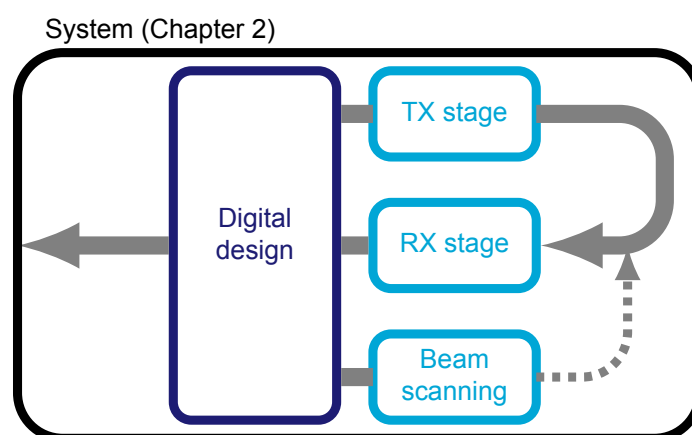 System (Chapter 2)
TX stage
Digital
design
RX stage
Beam
scanning